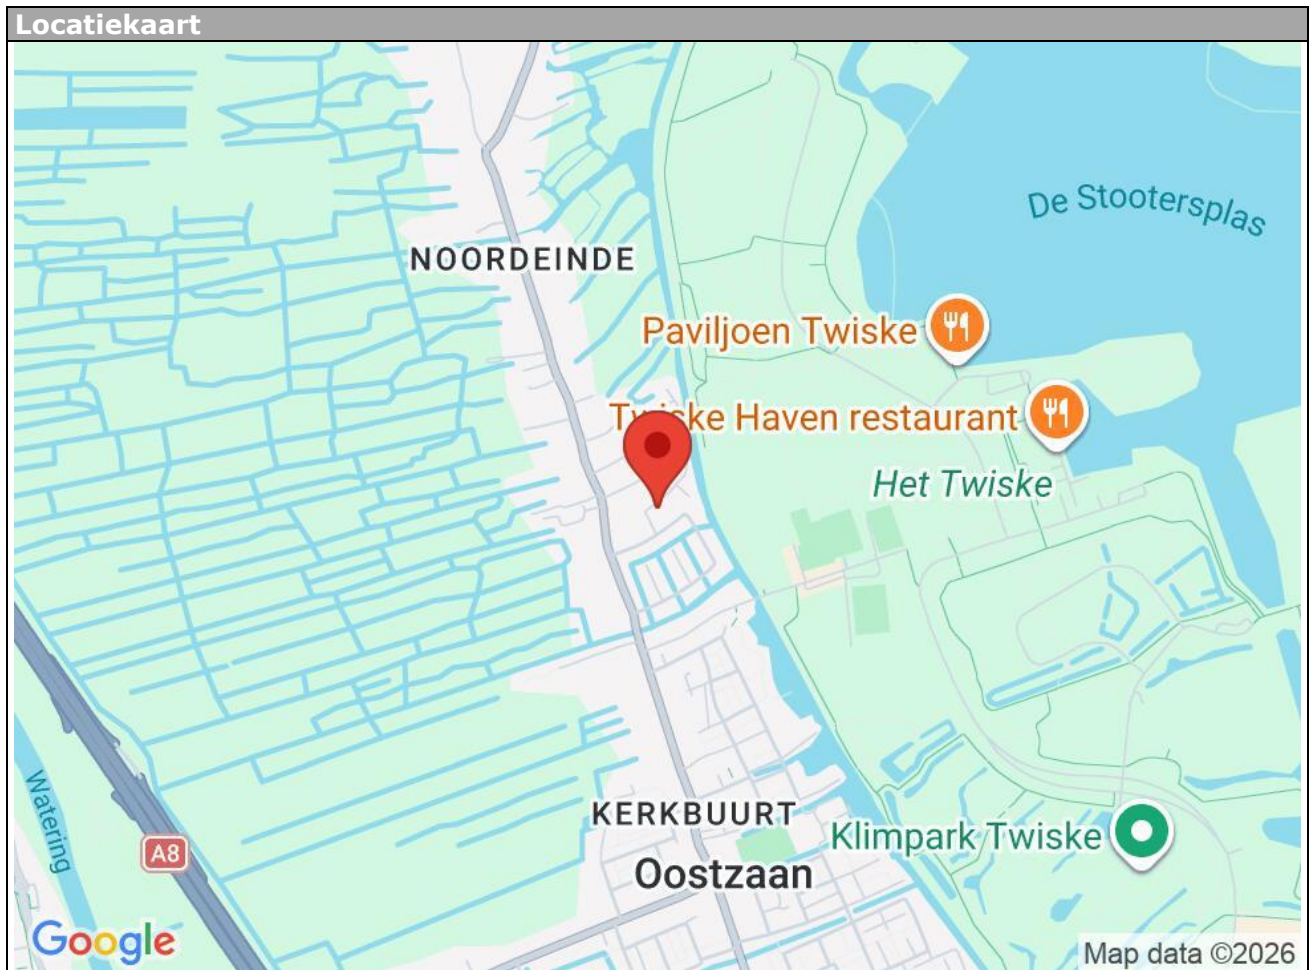 Locatiekaart
De Stootersplas
NOORDEINDE
Paviljoen Twiske
Twiske Haven restaurant
Het Twiske
Watering
KERKBUURT
Klimpark Twiske
A8
Oostzaan
Google
Map data ©2026